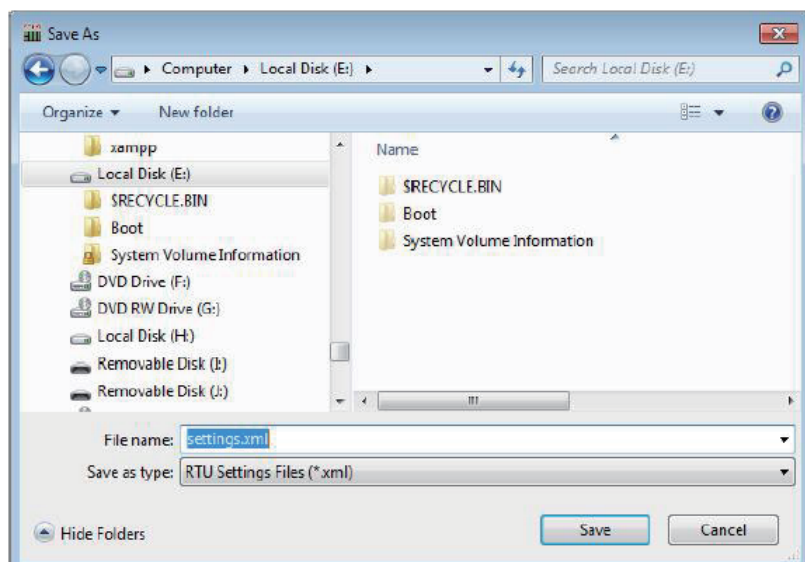 Save As
Computer Local Disk (E:)
Search Local Disk (E:)
Organize
New folder
xampp
Local Disk (E:)
$RECYCLE.BIN
Boot
System Volume Information
DVD Drive (F:)
DVD RW Drive (G:)
Local Disk (H:)
Removable Disk (I:)
Removable Disk (J:)
Name
$RECYCLE.BIN
Boot
System Volume Information
File name: settings.xml
Save as type: RTU Settings Files (*.xml)
Hide Folders
Save
Cancel